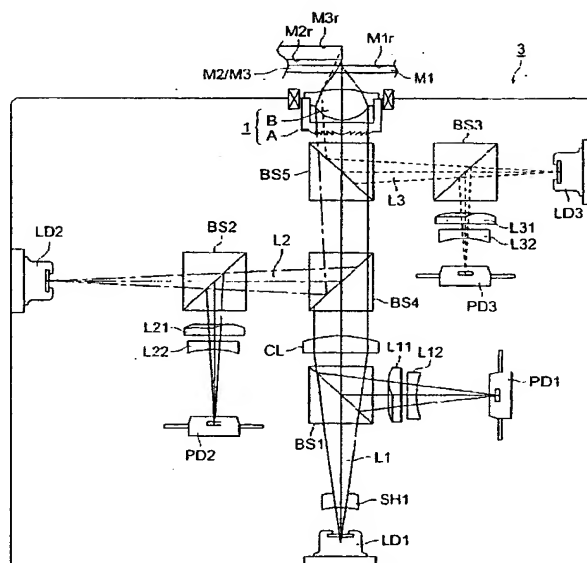 M3r
M2r
M1r
M2/M3
M1
3
1
B
A
BS3
BS5
L3
LD3
LD2
BS2
L2
L31
L32
PD3
BS4
L21
L22
CL
L11
L12
PD1
PD2
BS1
L1
SH1
LD1